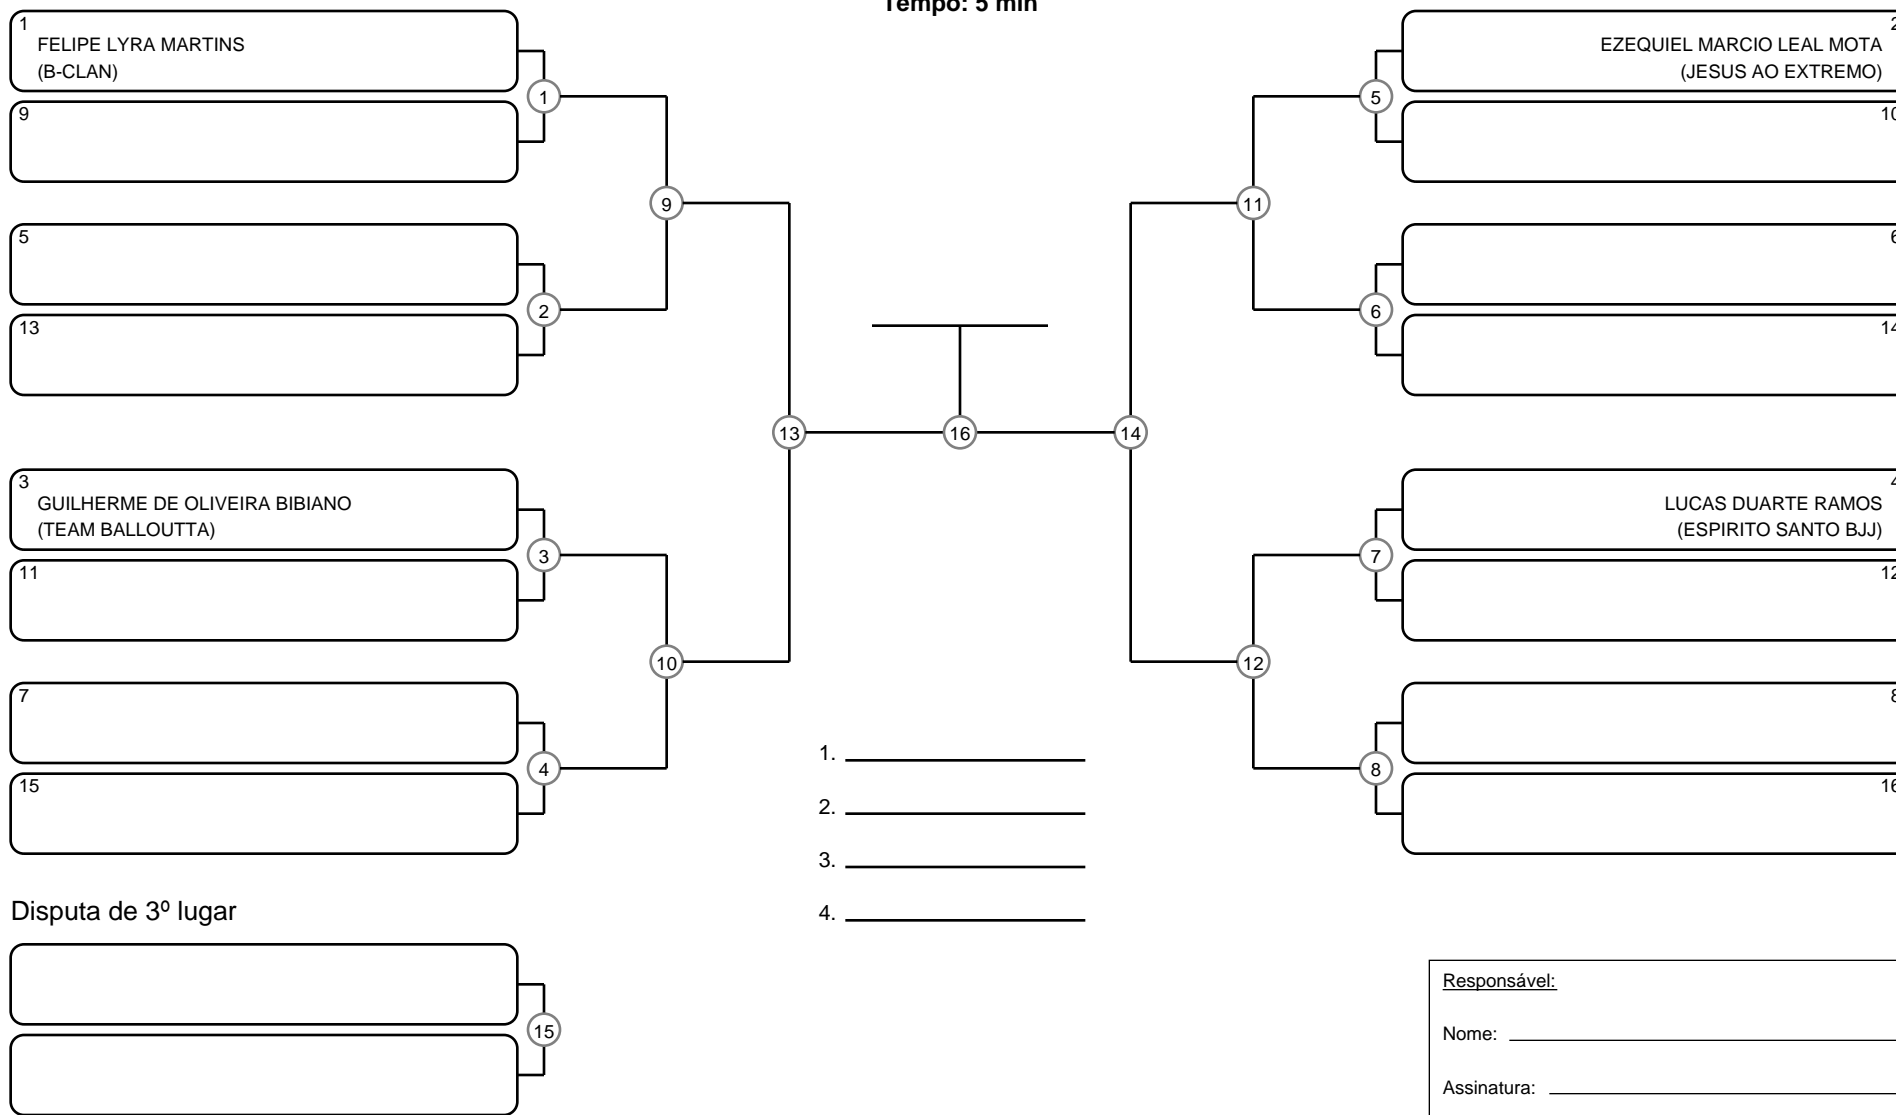 Tempo: 5 min
1
FELIPE LYRA MARTINS
(B-CLAN)
9
1
5
13
2
9
3
GUILHERME DE OLIVEIRA BIBIANO
(TEAM BALLOUTTA)
11
3
7
15
4
10
13
16
14
2
EZEQUIEL MARCIO LEAL MOTA
(JESUS AO EXTREMO)
10
5
6
14
6
11
4
LUCAS DUARTE RAMOS
(ESPIRITO SANTO BJJ)
12
7
8
16
8
12
1.
2.
3.
4.
Disputa de 3º lugar
15
Responsável:
Nome:
Assinatura: